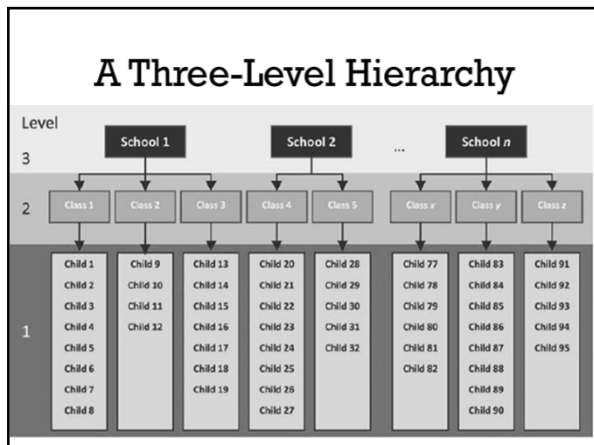 A Three-Level Hierarchy
Level
3
School 1
School 2
...
School n
2
Class 1
Class 2
Class 3
Class 4
Class 5
Class x
Class y
Class z
1
Child 1
Child 2
Child 3
Child 4
Child 5
Child 6
Child 7
Child 8
Child 9
Child 10
Child 11
Child 12
Child 13
Child 14
Child 15
Child 16
Child 17
Child 18
Child 19
Child 20
Child 21
Child 22
Child 23
Child 24
Child 25
Child 26
Child 27
Child 28
Child 29
Child 30
Child 31
Child 32
Child 77
Child 78
Child 79
Child 80
Child 81
Child 82
Child 83
Child 84
Child 85
Child 86
Child 87
Child 88
Child 89
Child 90
Child 91
Child 92
Child 93
Child 94
Child 95